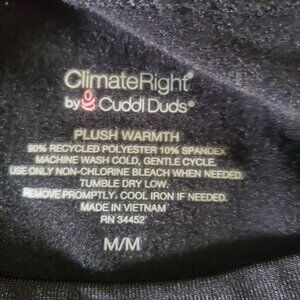 ClimateRight®
by Cuddl Duds®
PLUSH WARMTH
90% RECYCLED POLYESTER 10% SPANDEX
MACHINE WASH COLD, GENTLE CYCLE.
USE ONLY NON-CHLORINE BLEACH WHEN NEEDED.
TUMBLE DRY LOW.
REMOVE PROMPTLY. COOL IRON IF NEEDED.
MADE IN VIETNAM
RN 34452
M/M